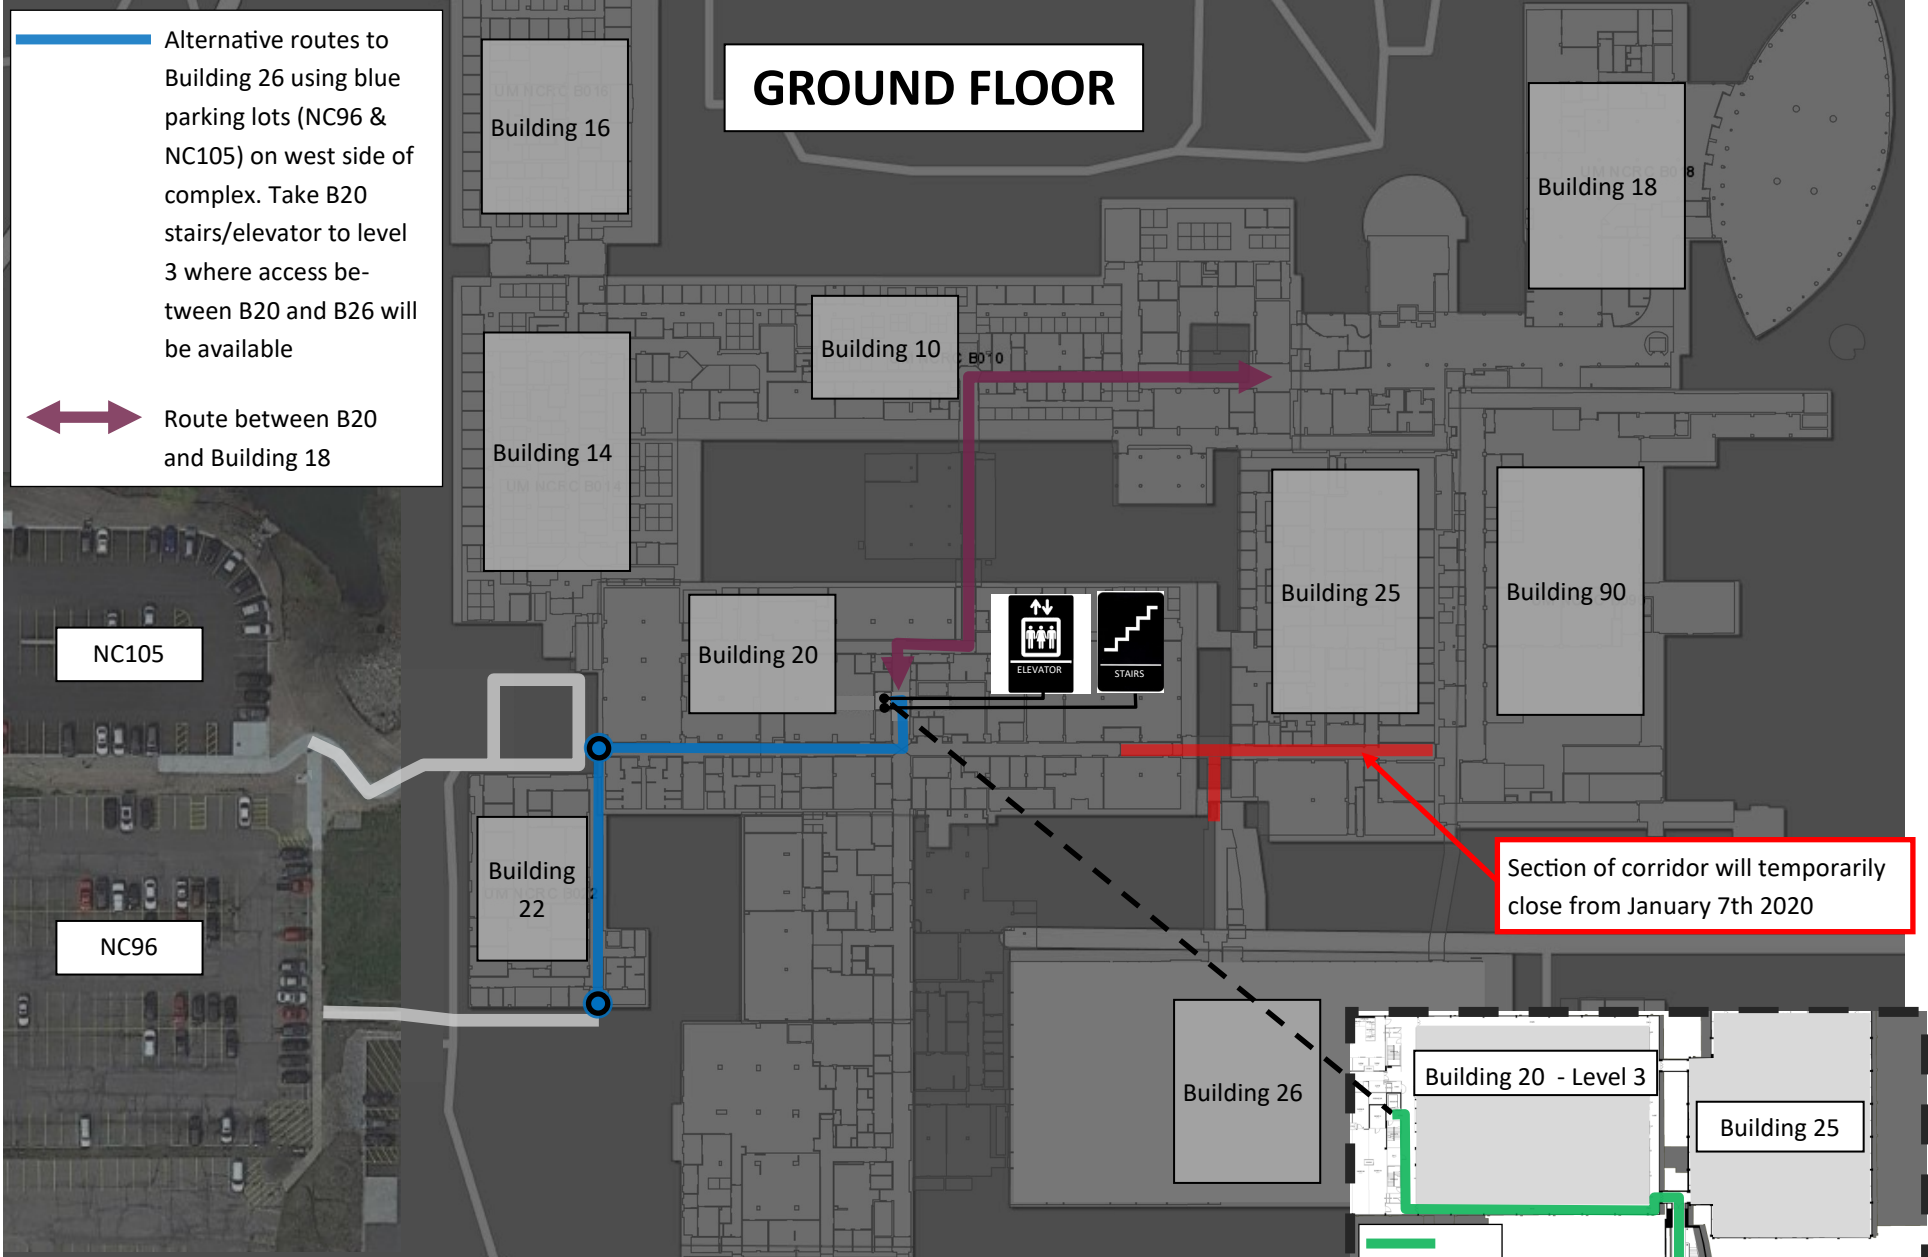 Alternative routes to
Building 26 using blue
parking lots (NC96 &
NC105) on west side of
complex. Take B20
stairs/elevator to level
3 where access be-
tween B20 and B26 will
be available
Route between B20
and Building 18
GROUND FLOOR
Building 16
Building 18
Building 10
Building 14
Building 25
Building 90
Building 20
ELEVATOR
STAIRS
NC105
Building
22
NC96
Section of corridor will temporarily
close from January 7th 2020
Building 26
Building 20 - Level 3
Building 25